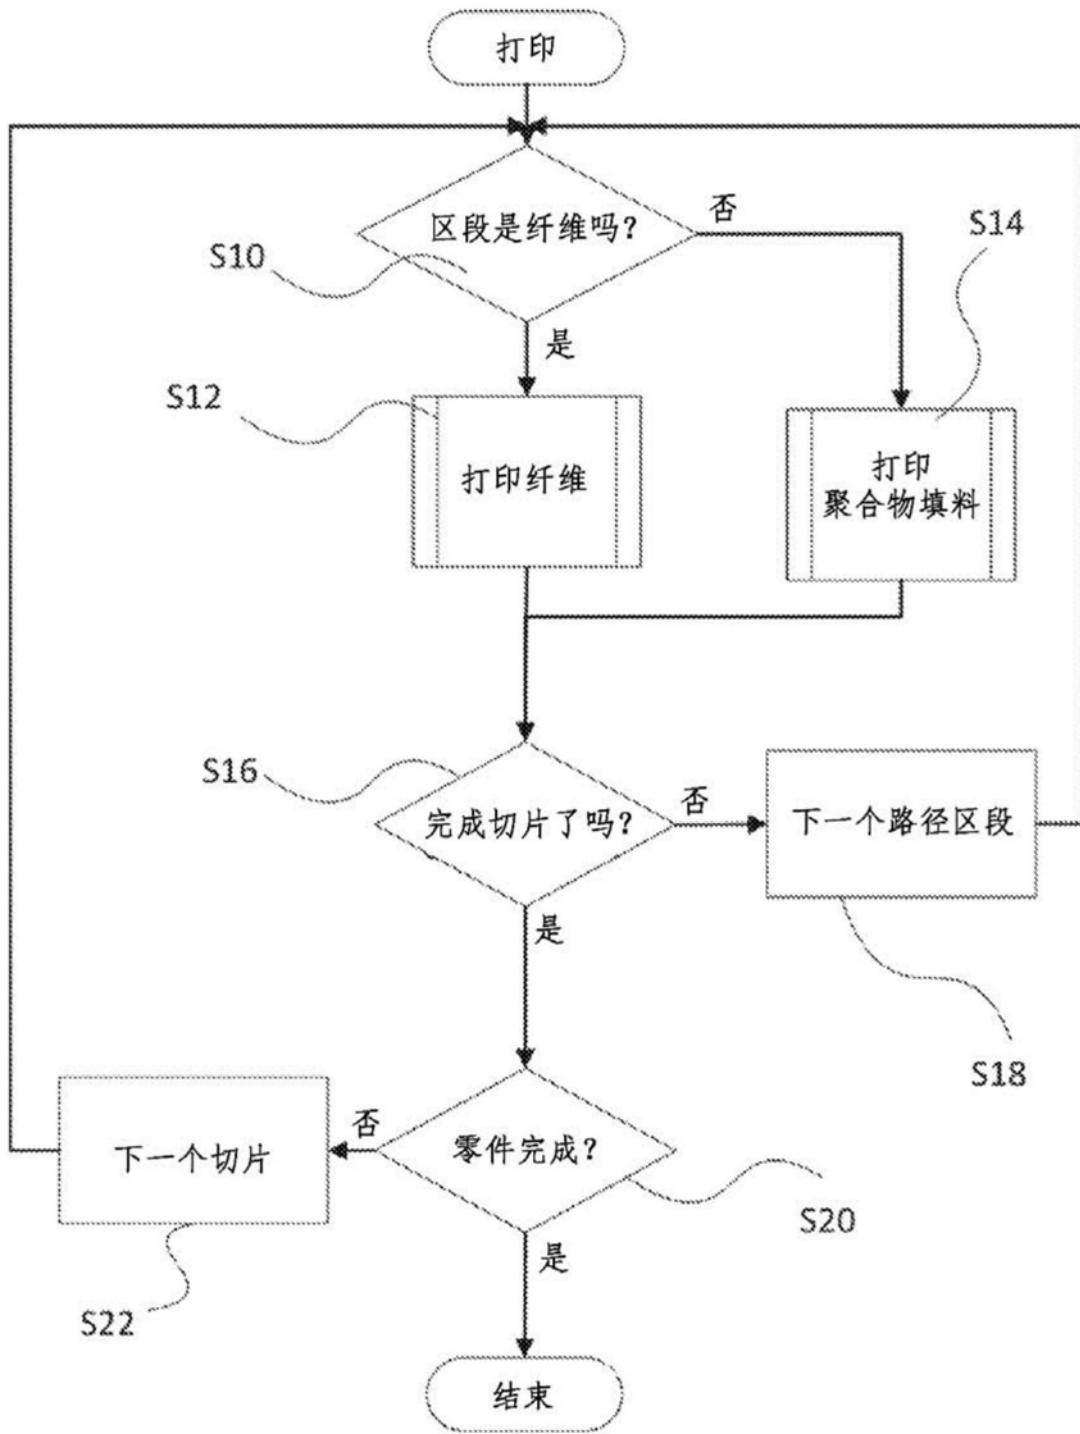 打印
区段是纤维吗？
否
S10
S14
是
S12
打印纤维
打印
聚合物填料
S16
完成切片了吗？
否
下一个路径区段
是
S18
下一个切片
否
零件完成？
S20
是
S22
结束